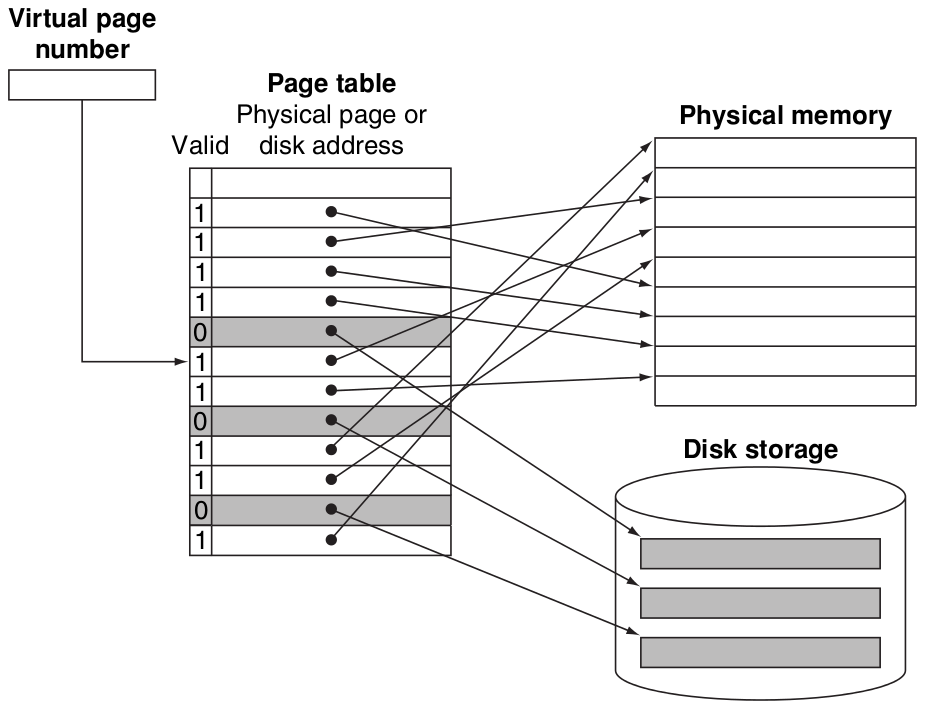 Virtual page
number
Page table
Physical page or
Valid disk address
Physical memory
1
1
1
1
0
1
1
0
1
1
0
1
Disk storage